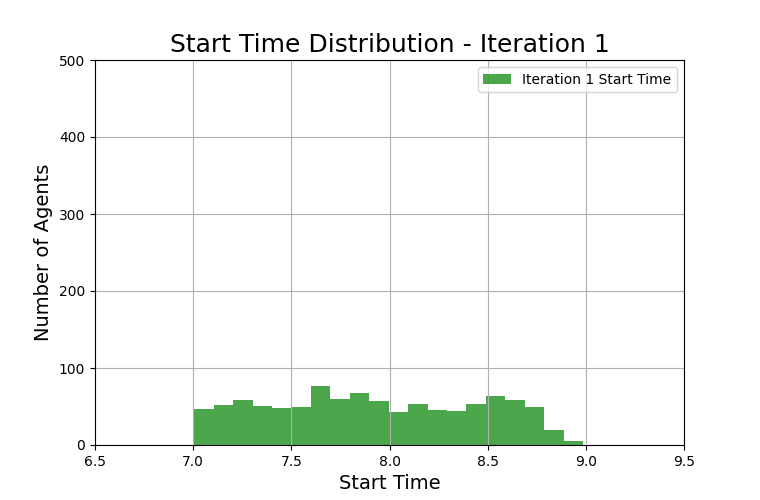 Start Time Distribution - Iteration 1
Iteration 1 Start Time
Number of Agents
500
400
300
200
100
0
6.5 7.0 7.5 8.0 8.5 9.0 9.5
Start Time